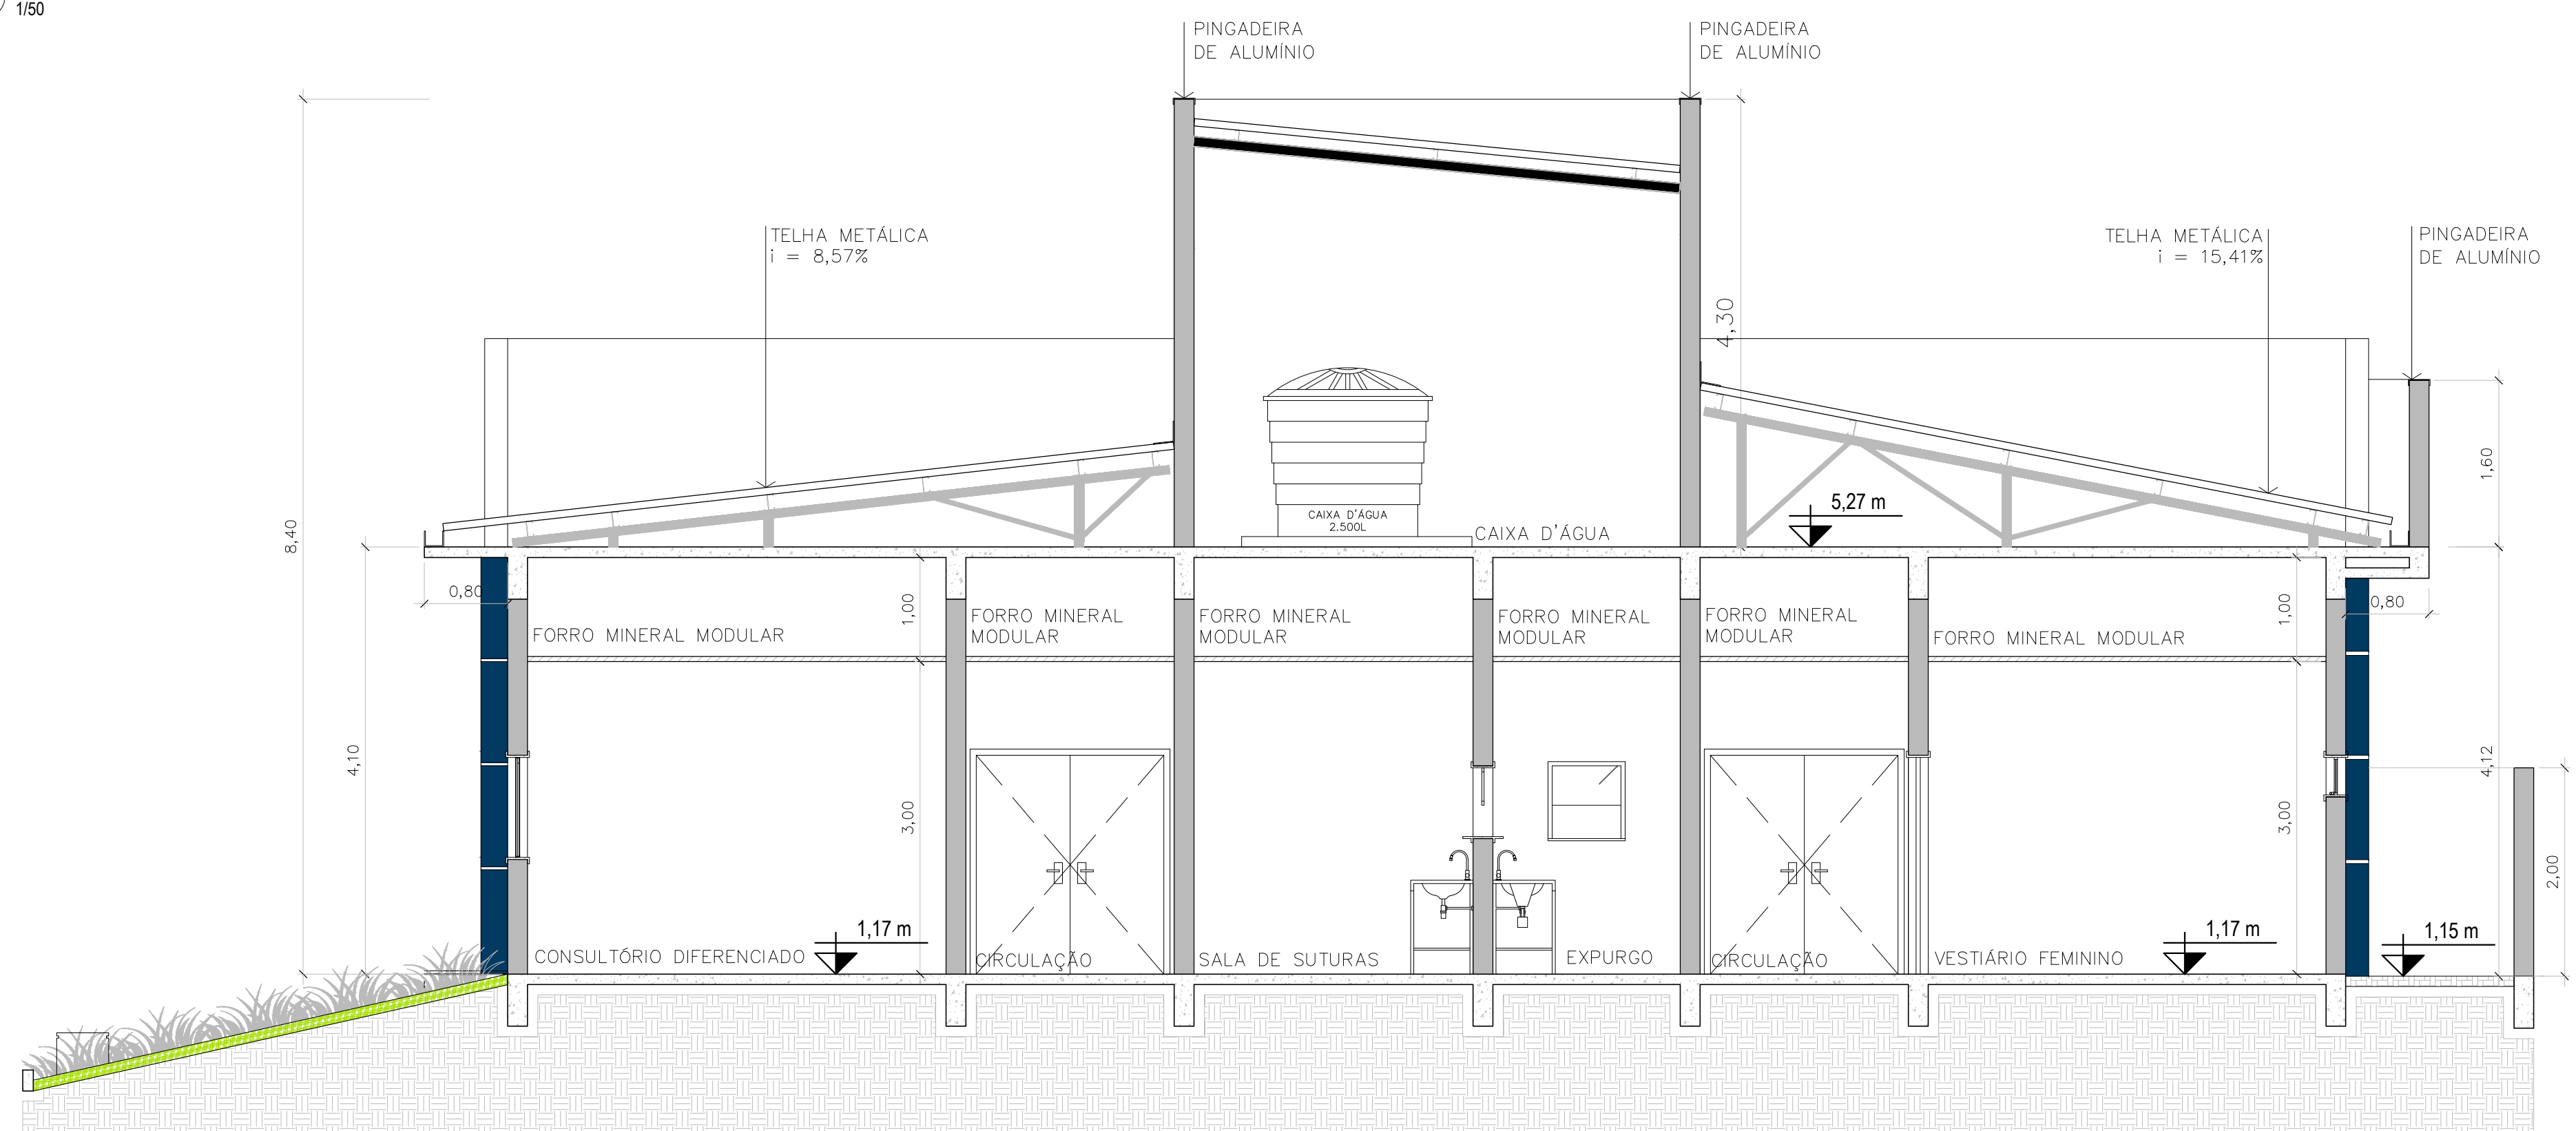 1/50
PINGADEIRA
DE ALUMÍNIO
PINGADEIRA
DE ALUMÍNIO
TELHA METÁLICA
i = 8,57%
TELHA METÁLICA
i = 15,41%
PINGADEIRA
DE ALUMÍNIO
4,30
8,40
1,60
CAIXA D'ÁGUA
2.500L
CAIXA D'ÁGUA
5,27 m
0,80
1,00
1,00
0,80
FORRO MINERAL MODULAR
FORRO MINERAL
MODULAR
FORRO MINERAL
MODULAR
FORRO MINERAL
MODULAR
FORRO MINERAL
MODULAR
FORRO MINERAL MODULAR
4,10
3,00
3,00
4,12
2,00
CONSULTÓRIO DIFERENCIADO
1,17 m
CIRCULAÇÃO
SALA DE SUTURAS
EXPURGO
CIRCULAÇÃO
VESTIÁRIO FEMININO
1,17 m
1,15 m